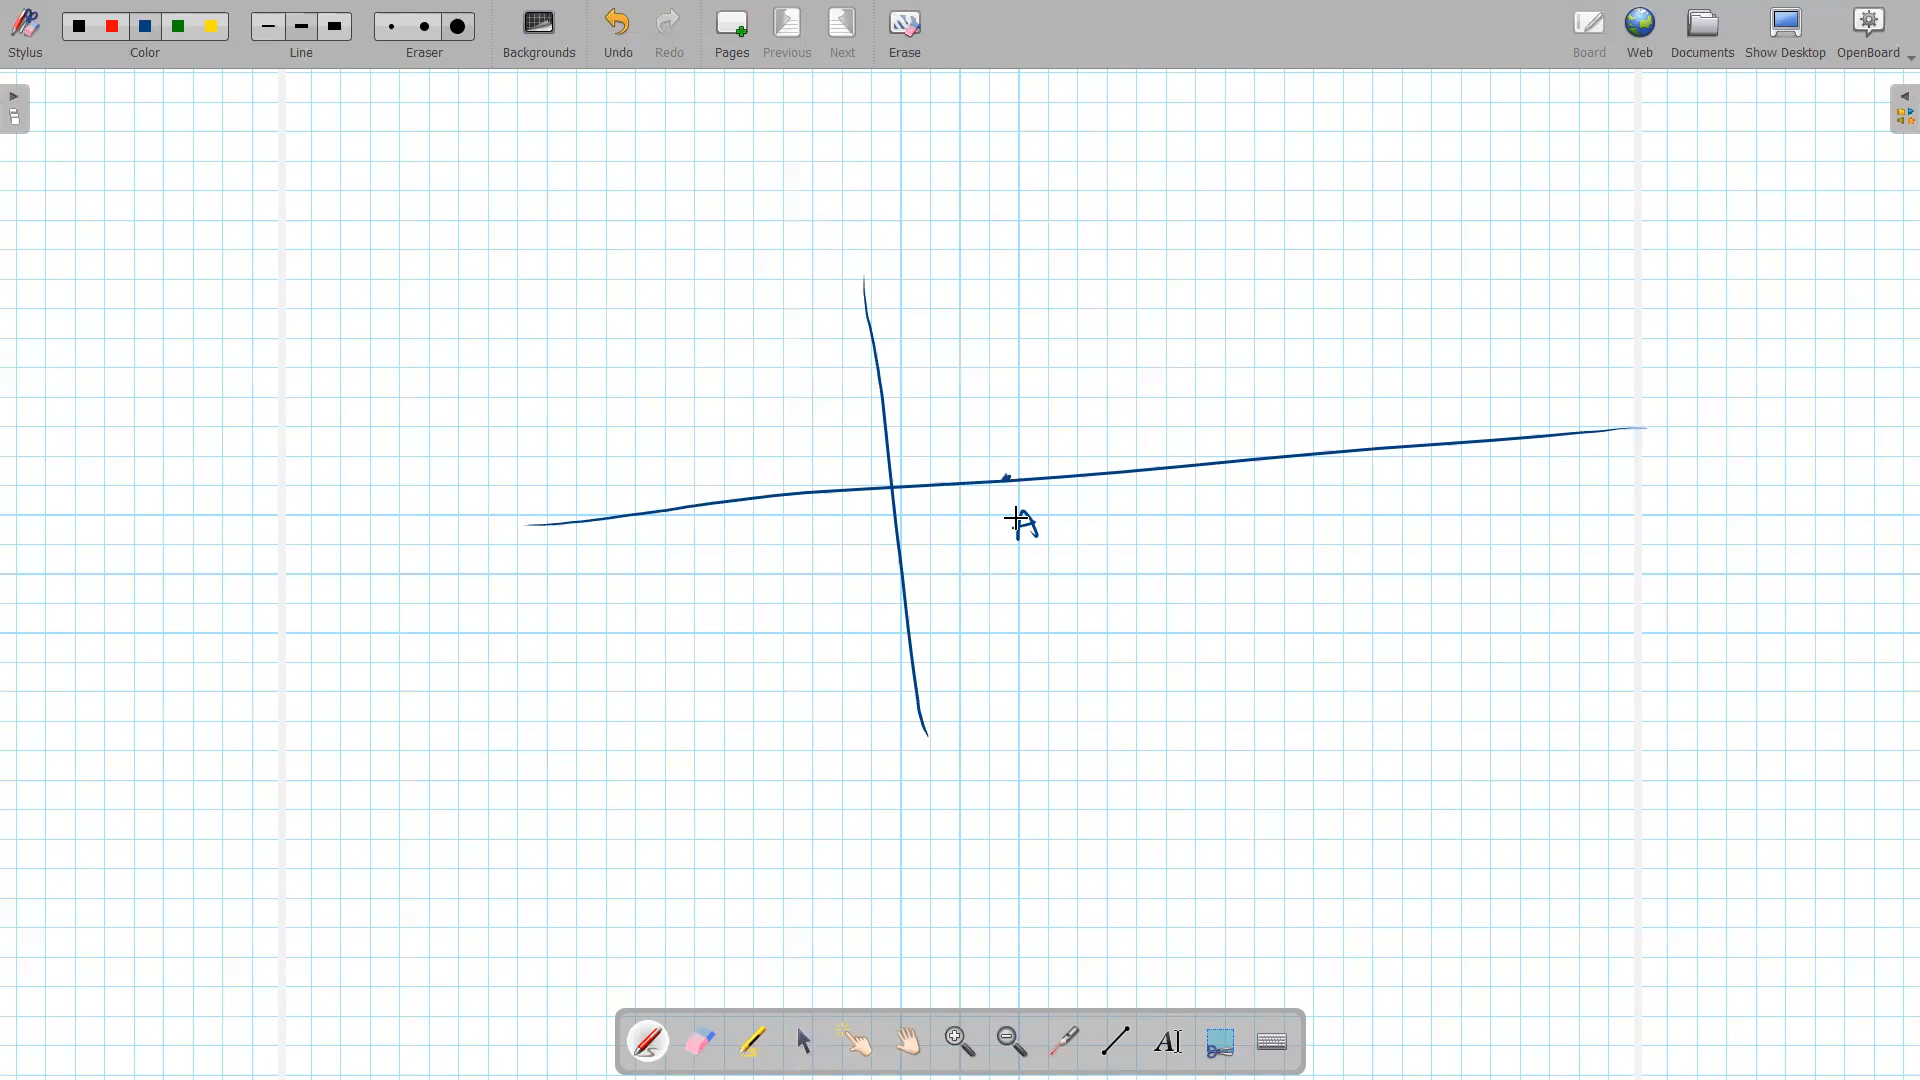 Stylus Color Line Eraser Backgrounds Undo Redo Pages Previous Next Erase Board Web Documents Show Desktop OpenBoard
A
A